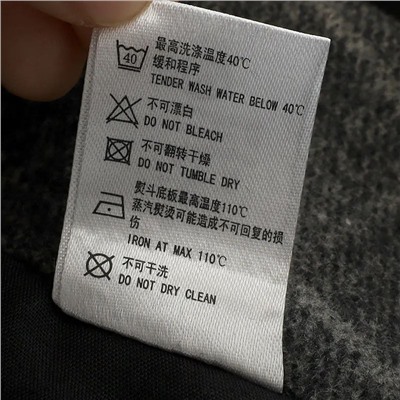 40
最高洗涤温度40℃
缓和程序
TENDER WASH WATER BELOW 40℃
不可漂白
DO NOT BLEACH
不可翻转干燥
DO NOT TUMBLE DRY
熨斗底板最高温度110℃
蒸汽熨烫可能造成不可回复的损
伤
IRON AT MAX 110℃
不可干洗
DO NOT DRY CLEAN